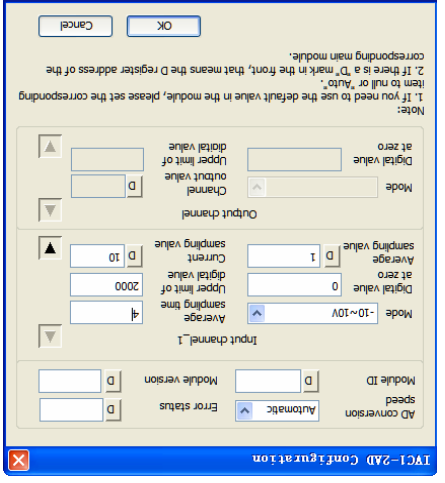 IVC1-2AD Configuration
AD conversion speed
Automatic
Error status
D
Module ID
D
Module version
D
Input channel_1
Mode
-10~10V
Average sampling time
4
Digital value at zero
0
Upper limit of digital value
2000
Average sampling value
D
1
Current sampling value
D
10
Output channel
Mode
Channel output value
D
Digital value at zero
Upper limit of digital value
Note:
1. If you need to use the default value in the module, please set the corresponding
item to null or "Auto".
2. If there is a "D" mark in the front, that means the D register address of the
corresponding main module.
OK
Cancel